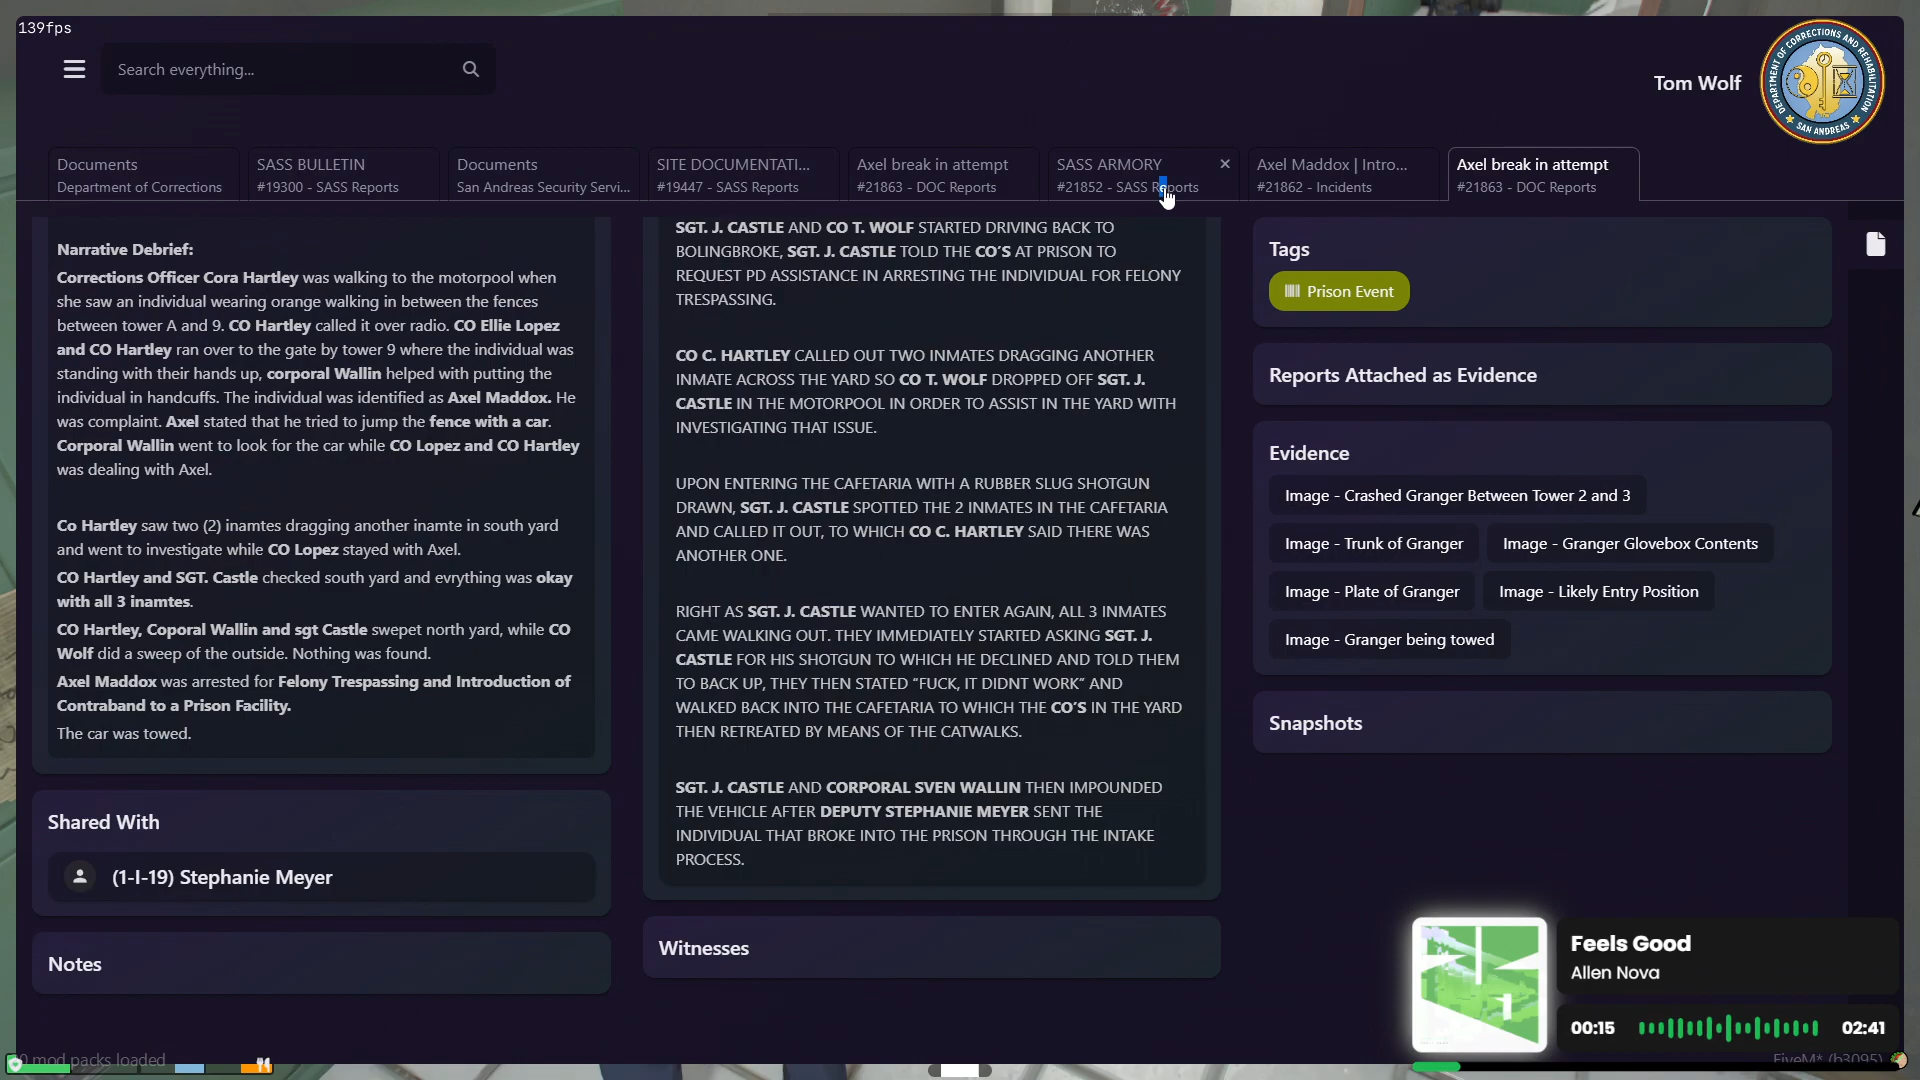 139fps
Search everything...
Tom Wolf
DEPARTMENT OF CORRECTIONS AND REHABILITATION
SAN ANDREAS
Documents
Department of Corrections
SASS BULLETIN
#19300 - SASS Reports
Documents
San Andreas Security Servi...
SITE DOCUMENTATI...
#19447 - SASS Reports
Axel break in attempt
#21863 - DOC Reports
SASS ARMORY
#21852 - SASS Reports
Axel Maddox | Intro...
#21862 - Incidents
Axel break in attempt
#21863 - DOC Reports
Narrative Debrief:
Corrections Officer Cora Hartley was walking to the motorpool when
she saw an individual wearing orange walking in between the fences
between tower A and 9. CO Hartley called it over radio. CO Ellie Lopez
and CO Hartley ran over to the gate by tower 9 where the individual was
standing with their hands up, corporal Wallin helped with putting the
individual in handcuffs. The individual was identified as Axel Maddox. He
was complaint. Axel stated that he tried to jump the fence with a car.
Corporal Wallin went to look for the car while CO Lopez and CO Hartley
was dealing with Axel.
Co Hartley saw two (2) inamtes dragging another inamte in south yard
and went to investigate while CO Lopez stayed with Axel.
CO Hartley and SGT. Castle checked south yard and evrything was okay
with all 3 inamtes.
CO Hartley, Coporal Wallin and sgt Castle swepet north yard, while CO
Wolf did a sweep of the outside. Nothing was found.
Axel Maddox was arrested for Felony Trespassing and Introduction of
Contraband to a Prison Facility.
The car was towed.
Shared With
(1-I-19) Stephanie Meyer
Notes
SGT. J. CASTLE AND CO T. WOLF STARTED DRIVING BACK TO
BOLINGBROKE, SGT. J. CASTLE TOLD THE CO'S AT PRISON TO
REQUEST PD ASSISTANCE IN ARRESTING THE INDIVIDUAL FOR FELONY
TRESPASSING.
CO C. HARTLEY CALLED OUT TWO INMATES DRAGGING ANOTHER
INMATE ACROSS THE YARD SO CO T. WOLF DROPPED OFF SGT. J.
CASTLE IN THE MOTORPOOL IN ORDER TO ASSIST IN THE YARD WITH
INVESTIGATING THAT ISSUE.
UPON ENTERING THE CAFETARIA WITH A RUBBER SLUG SHOTGUN
DRAWN, SGT. J. CASTLE SPOTTED THE 2 INMATES IN THE CAFETARIA
AND CALLED IT OUT, TO WHICH CO C. HARTLEY SAID THERE WAS
ANOTHER ONE.
RIGHT AS SGT. J. CASTLE WANTED TO ENTER AGAIN, ALL 3 INMATES
CAME WALKING OUT. THEY IMMEDIATELY STARTED ASKING SGT. J.
CASTLE FOR HIS SHOTGUN TO WHICH HE DECLINED AND TOLD THEM
TO BACK UP, THEY THEN STATED "FUCK, IT DIDNT WORK" AND
WALKED BACK INTO THE CAFETARIA TO WHICH THE CO'S IN THE YARD
THEN RETREATED BY MEANS OF THE CATWALKS.
SGT. J. CASTLE AND CORPORAL SVEN WALLIN THEN IMPOUNDED
THE VEHICLE AFTER DEPUTY STEPHANIE MEYER SENT THE
INDIVIDUAL THAT BROKE INTO THE PRISON THROUGH THE INTAKE
PROCESS.
Witnesses
Tags
Prison Event
Reports Attached as Evidence
Evidence
Image - Crashed Granger Between Tower 2 and 3
Image - Trunk of Granger
Image - Granger Glovebox Contents
Image - Plate of Granger
Image - Likely Entry Position
Image - Granger being towed
Snapshots
Feels Good
Allen Nova
00:15
02:41
0 mod packs loaded
FiveM* (b3095)